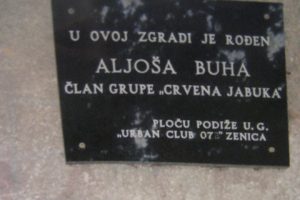 U OVOJ ZGRADI JE ROĐEN
ALJOŠA BUHA
ČLAN GRUPE „CRVENA JABUKA"
PLOČU PODIŽE U. G.
„URBAN CLUB 07" ZENICA